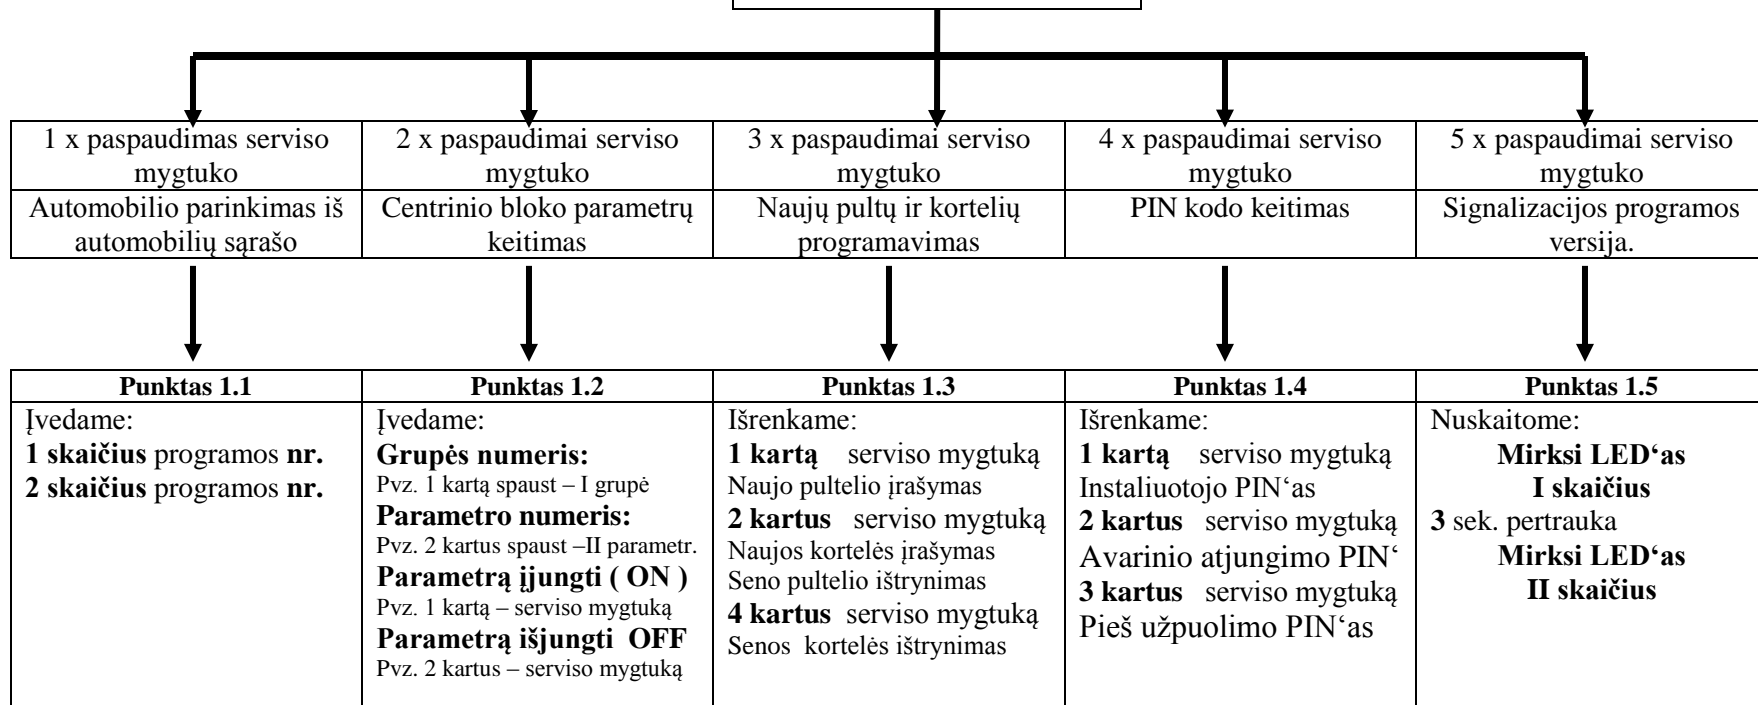 1 x paspaudimas serviso
mygtuko
2 x paspaudimai serviso
mygtuko
3 x paspaudimai serviso
mygtuko
4 x paspaudimai serviso
mygtuko
5 x paspaudimai serviso
mygtuko
Automobilio parinkimas iš
automobilių sąrašo
Centrinio bloko parametrų
keitimas
Naujų pultų ir kortelių
programavimas
PIN kodo keitimas
Signalizacijos programos
versija.
Punktas 1.1
Įvedame:
1 skaičius programos nr.
2 skaičius programos nr.
Punktas 1.2
Įvedame:
Grupės numeris:
Pvz. 1 kartą spaust – I grupė
Parametro numeris:
Pvz. 2 kartus spaust –II parametr.
Parametrą įjungti ( ON )
Pvz. 1 kartą – serviso mygtuką
Parametrą išjungti OFF
Pvz. 2 kartus – serviso mygtuką
Punktas 1.3
Išrenkame:
1 kartą serviso mygtuką
Naujo pultelio įrašymas
2 kartus serviso mygtuką
Naujos kortelės įrašymas
Seno pultelio ištrynimas
4 kartus serviso mygtuką
Senos kortelės ištrynimas
Punktas 1.4
Išrenkame:
1 kartą serviso mygtuką
Instaliuotojo PIN‘as
2 kartus serviso mygtuką
Avarinio atjungimo PIN‘
3 kartus serviso mygtuką
Pieš užpuolimo PIN‘as
Punktas 1.5
Nuskaitome:
Mirksi LED‘as
I skaičius
3 sek. pertrauka
Mirksi LED‘as
II skaičius